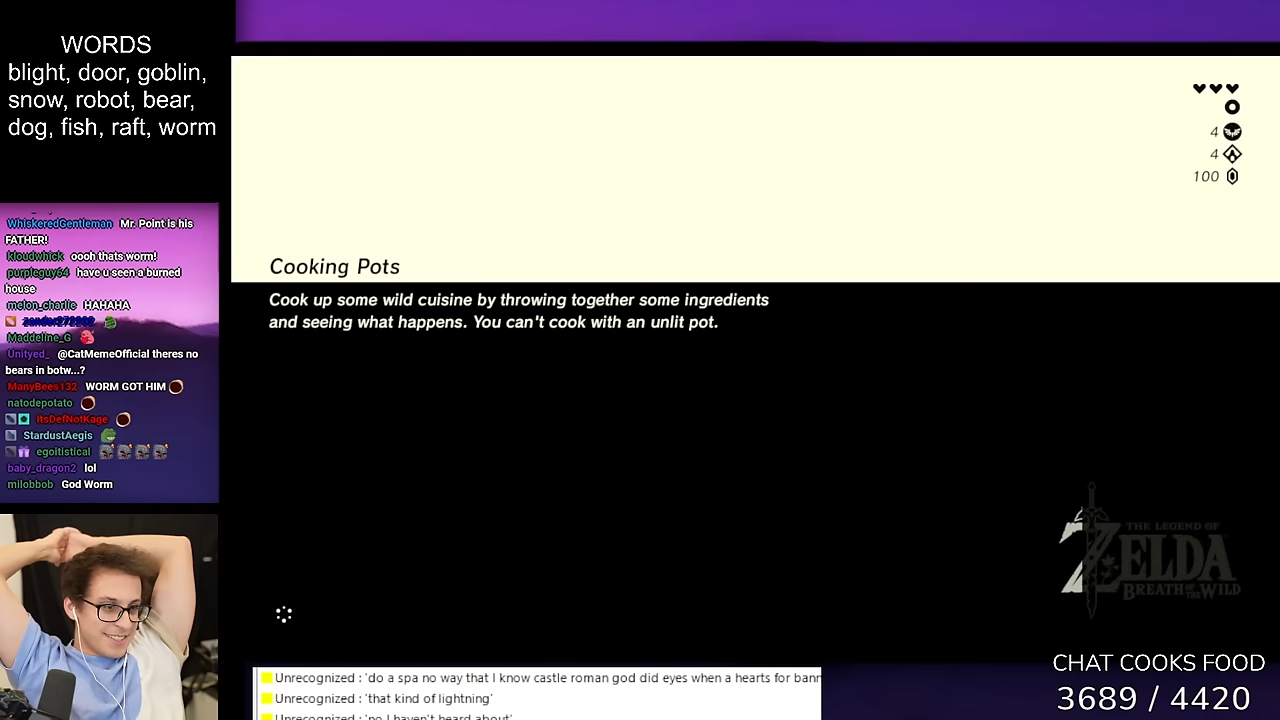 WORDS
blight, door, goblin,
snow, robot, bear,
dog, fish, raft, worm
WhiskeredGentleman Mr. Point is his
FATHER!
kloudwhick oooh thats worm!
purpleguy64 have u seen a burned
house
melon_charlie HAHAHA
Maddeline_G
Unityed_ @CatMemeOfficial theres no
bears in botw...?
ManyBees132 WORM GOT HIM
natodepotato
ItsDefNotKage
StardustAegis
egoitistical
baby_dragon2 lol
milobbob God Worm
4
4
100
Cooking Pots
Cook up some wild cuisine by throwing together some ingredients
and seeing what happens. You can't cook with an unlit pot.
THE LEGEND OF
ZELDA
BREATH OF THE WILD
Unrecognized : 'do a spa no way that I know castle roman god did eyes when a hearts for bann
Unrecognized : 'that kind of lightning'
Unrecognized : 'no I haven't heard about'
CHAT COOKS FOOD
3689 / 4420